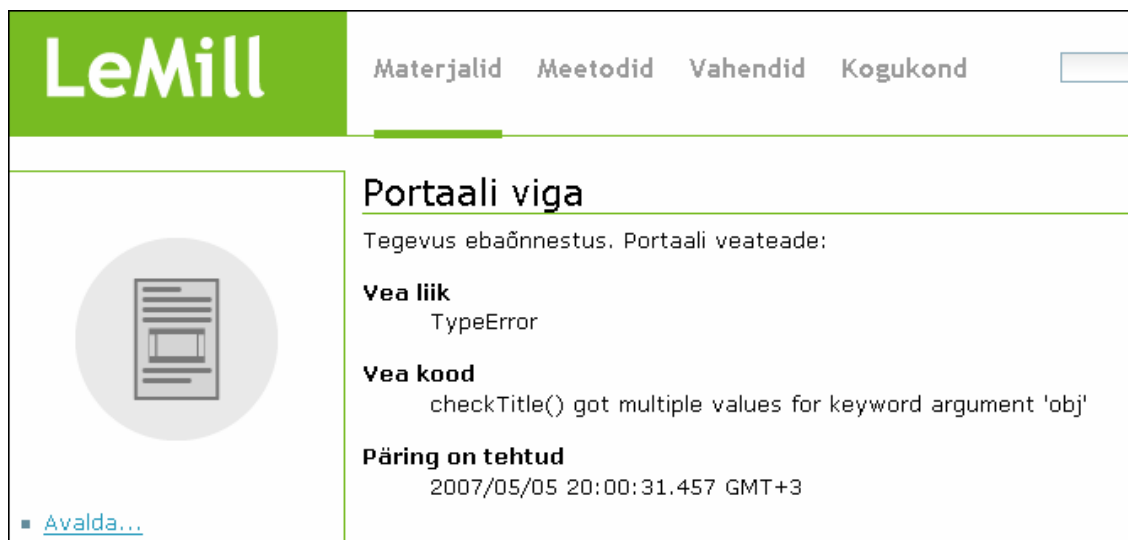 LeMill
Materjalid Meetodid Vahendid Kogukond
Portaali viga
Tegevus ebaõnnestus. Portaali veateade:
Vea liik
TypeError
Vea kood
checkTitle() got multiple values for keyword argument 'obj'
Päring on tehtud
2007/05/05 20:00:31.457 GMT+3
Avalda...